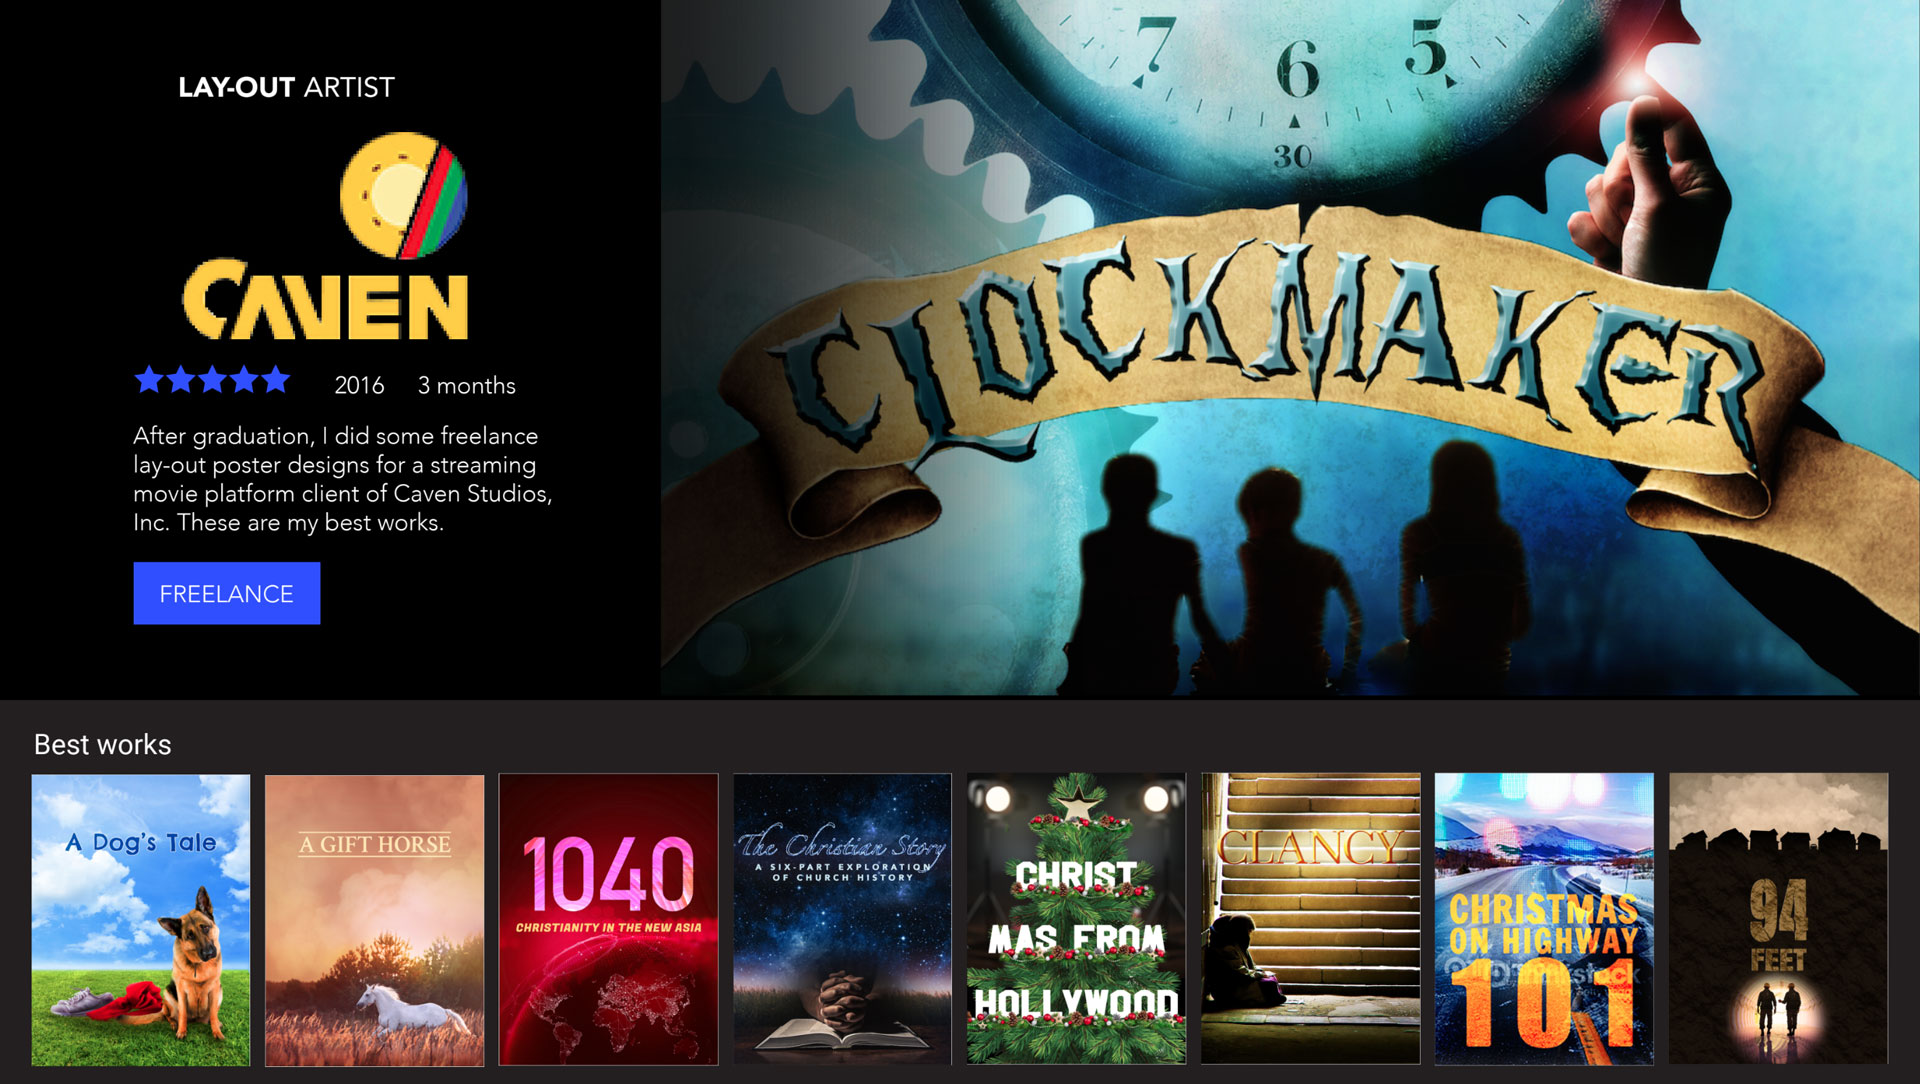 LAY-OUT ARTIST
CAVEN
2016 3 months
After graduation, I did some freelance
lay-out poster designs for a streaming
movie platform client of Caven Studios,
Inc. These are my best works.
FREELANCE
7 6 5
30
CLOCKMAKER
Best works
A Dog's Tale
A GIFT HORSE
1040
CHRISTIANITY IN THE NEW ASIA
The Christian Story
A SIX-PART EXPLORATION
OF CHURCH HISTORY
CHRIST
MAS FROM
HOLLYWOOD
CLANCY
CHRISTMAS
ON HIGHWAY
101
94
FEET